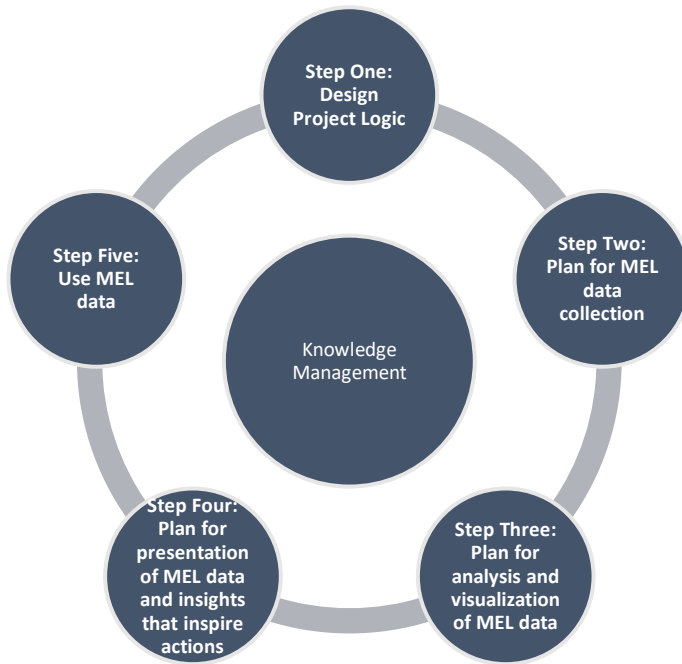 Step One:
Design
Project Logic
Step Two:
Plan for MEL
data
collection
Step Three:
Plan for
analysis and
visualization
of MEL data
Step Four:
Plan for
presentation
of MEL data
and insights
that inspire
actions
Step Five:
Use MEL
data
Knowledge
Management